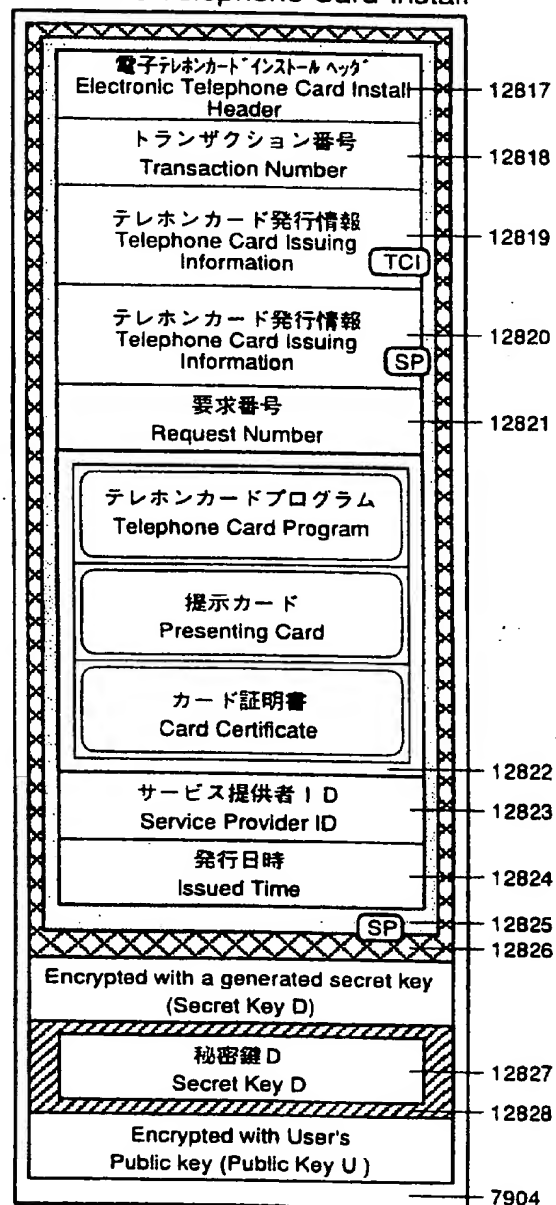 Telephone Card Install
電子テレホンカード インストール ヘッダ
Electronic Telephone Card Install
Header
12817
トランザクション番号
Transaction Number
12818
テレホンカード発行情報
Telephone Card Issuing
Information
TCI
12819
テレホンカード発行情報
Telephone Card Issuing
Information
SP
12820
要求番号
Request Number
12821
テレホンカードプログラム
Telephone Card Program
提示カード
Presenting Card
カード証明書
Card Certificate
12822
サービス提供者ID
Service Provider ID
12823
発行日時
Issued Time
12824
SP
12825
12826
Encrypted with a generated secret key
(Secret Key D)
秘密鍵D
Secret Key D
12827
12828
Encrypted with User's
Public key (Public Key U )
7904